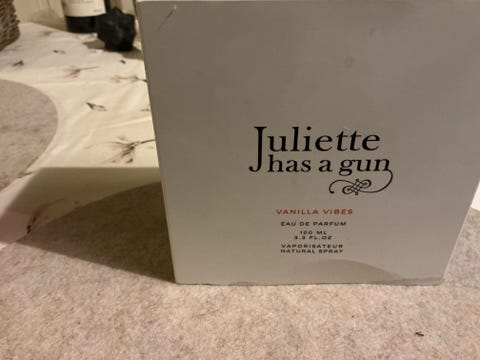 Juliette
has a gun
VANILLA VIBES
EAU DE PARFUM
100 ML
3.3 FL.OZ
VAPORISATEUR
NATURAL SPRAY